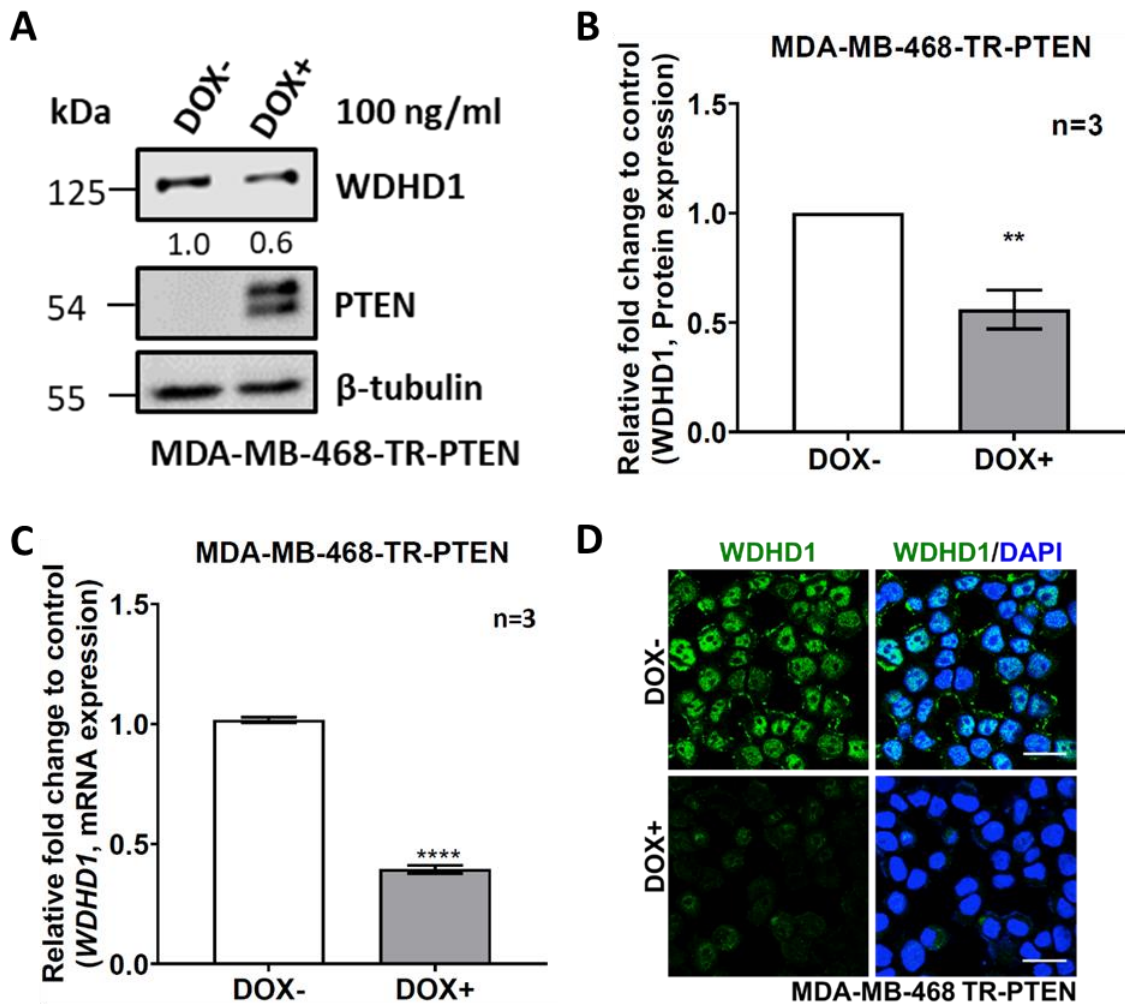 A
kDa
DOX-
DOX+
100 ng/ml
125
WDHD1
1.0
0.6
54
PTEN
55
β-tubulin
MDA-MB-468-TR-PTEN
B
MDA-MB-468-TR-PTEN
n=3
Relative fold change to control
(WDHD1, Protein expression)
1.5
1.0
0.5
0.0
**
DOX-
DOX+
C
MDA-MB-468-TR-PTEN
n=3
Relative fold change to control
(WDHD1, mRNA expression)
1.5
1.0
0.5
0.0
****
DOX-
DOX+
D
WDHD1
WDHD1/DAPI
DOX-
DOX+
MDA-MB-468 TR-PTEN